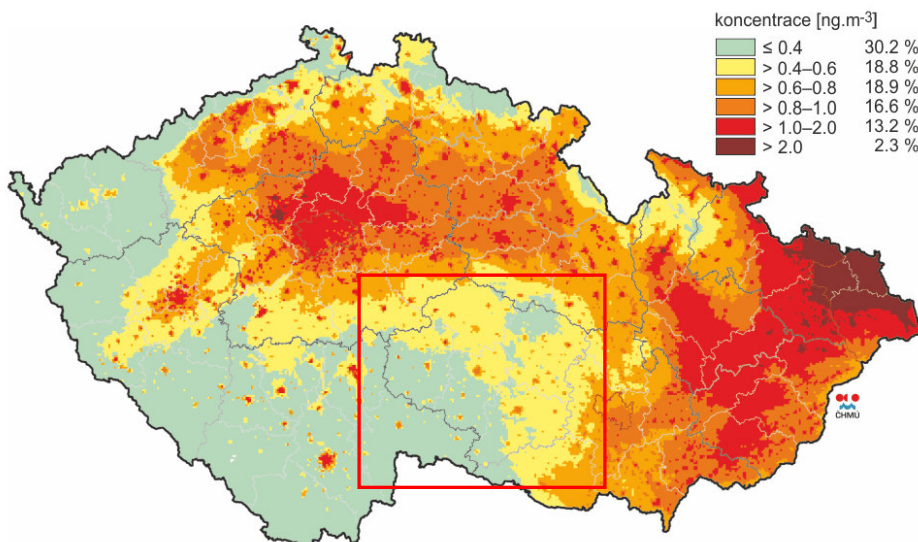 koncentrace [ng.m-3]
≤ 0.4 30.2 %
> 0.4–0.6 18.8 %
> 0.6–0.8 18.9 %
> 0.8–1.0 16.6 %
> 1.0–2.0 13.2 %
> 2.0 2.3 %
ČHMÚ